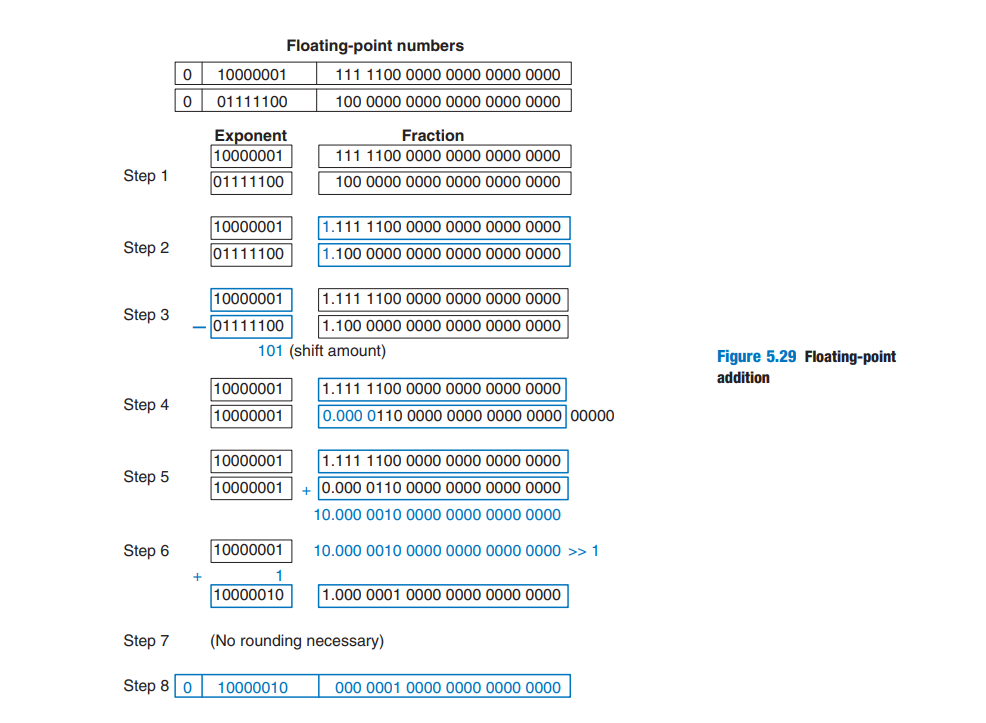 Floating-point numbers
0 10000001 111 1100 0000 0000 0000 0000
0 01111100 100 0000 0000 0000 0000 0000
Exponent Fraction
10000001 111 1100 0000 0000 0000 0000
Step 1
01111100 100 0000 0000 0000 0000 0000
10000001 1.111 1100 0000 0000 0000 0000
Step 2
01111100 1.100 0000 0000 0000 0000 0000
10000001 1.111 1100 0000 0000 0000 0000
Step 3
– 01111100 1.100 0000 0000 0000 0000 0000
101 (shift amount)
10000001 1.111 1100 0000 0000 0000 0000
Step 4
10000001 0.000 0110 0000 0000 0000 0000 00000
10000001 1.111 1100 0000 0000 0000 0000
Step 5
10000001 + 0.000 0110 0000 0000 0000 0000
10.000 0010 0000 0000 0000 0000
Step 6 10000001 10.000 0010 0000 0000 0000 0000 >> 1
+ 1
10000010 1.000 0001 0000 0000 0000 0000
Step 7 (No rounding necessary)
Step 8 0 10000010 000 0001 0000 0000 0000 0000
Figure 5.29 Floating-point
addition